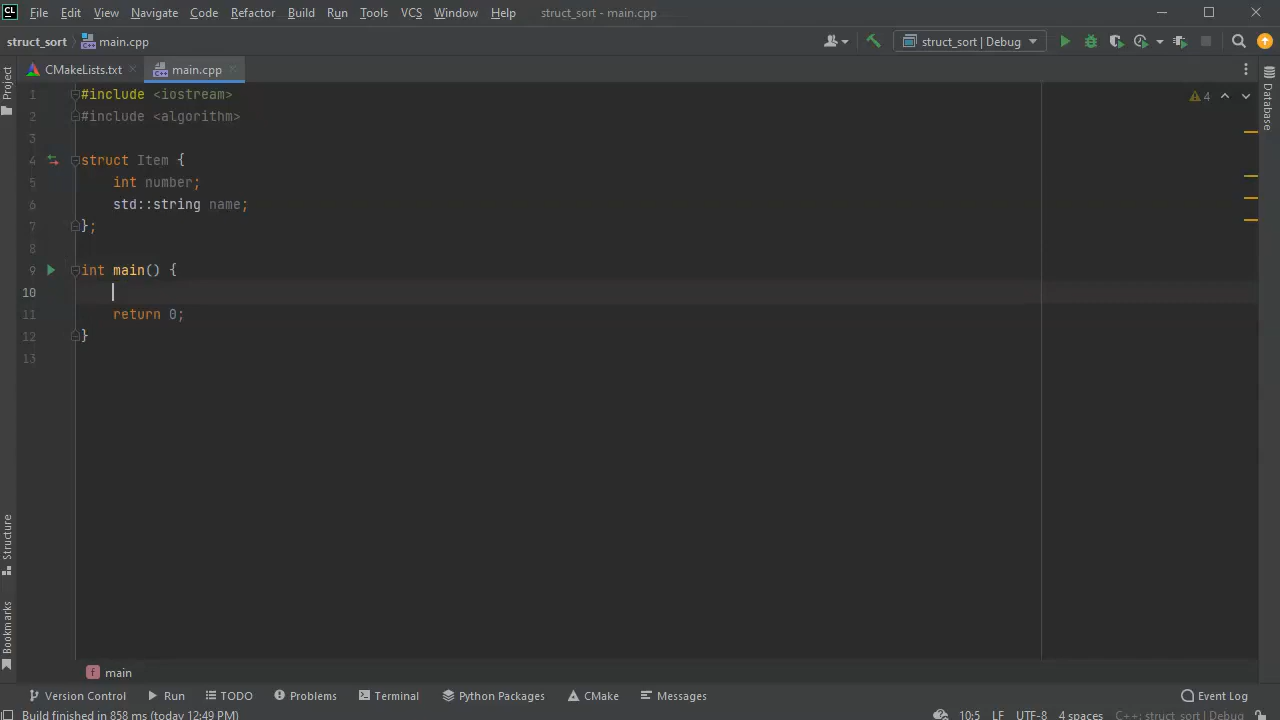 CL File Edit View Navigate Code Refactor Build Run Tools VCS Window Help struct_sort - main.cpp
struct_sort main.cpp struct_sort | Debug
Project CMakeLists.txt main.cpp Database
1 #include <iostream> 4
2 #include <algorithm>
3
4 struct Item {
5 int number;
6 std::string name;
7 };
8
9 int main() {
10
11 return 0;
12 }
13
Structure
Bookmarks
f main
Version Control Run TODO Problems Terminal Python Packages CMake Messages Event Log
Build finished in 858 ms (today 12:49 PM) 10:5 LF UTF-8 4 spaces C++: struct_sort | Debug